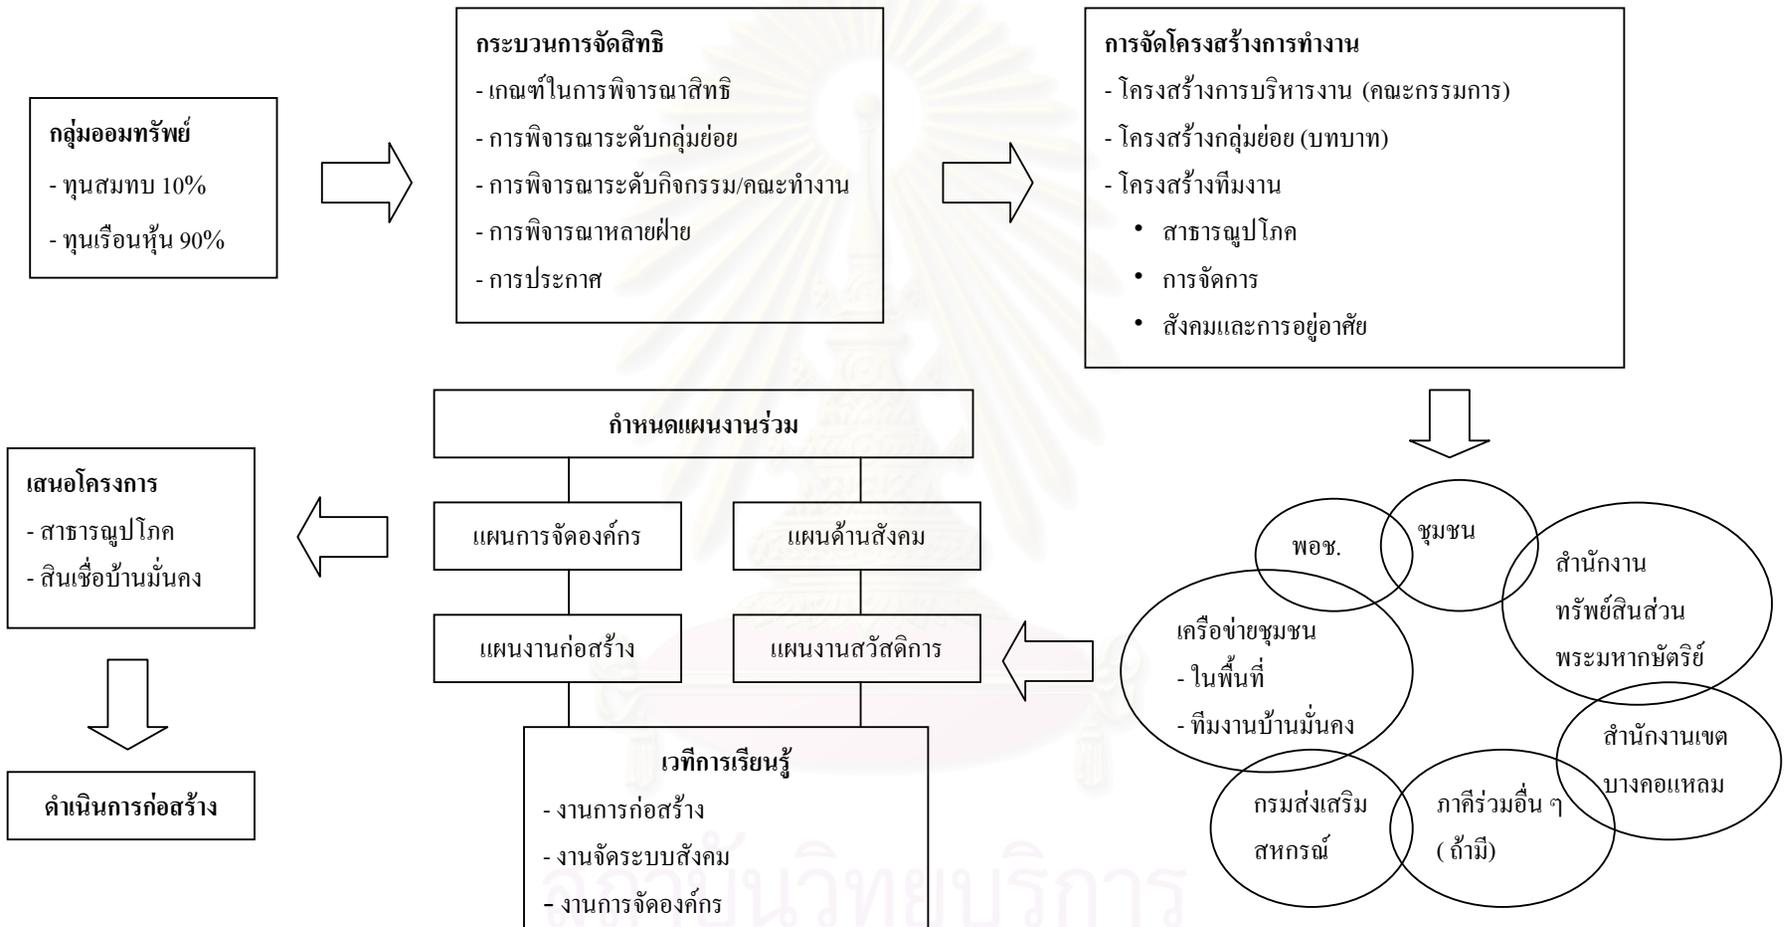 กลุ่มออมทรัพย์
- ทุนสมทบ 10%
- ทุนเรือนหุ้น 90%
กระบวนการจัดสิทธิ
- เกณฑ์ในการพิจารณาสิทธิ
- การพิจารณาระดับกลุ่มย่อย
- การพิจารณาระดับกิจกรรม/คณะทำงาน
- การพิจารณาหลายฝ่าย
- การประกาศ
การจัดโครงสร้างการทำงาน
- โครงสร้างการบริหารงาน (คณะกรรมการ)
- โครงสร้างกลุ่มย่อย (บทบาท)
- โครงสร้างทีมงาน
• สาธารณูปโภค
• การจัดการ
• สังคมและการอยู่อาศัย
พอช.
ชุมชน
สำนักงาน
ทรัพย์สินส่วน
พระมหากษัตริย์
เครือข่ายชุมชน
- ในพื้นที่
- ทีมงานบ้านมั่นคง
สำนักงานเขต
บางคอแหลม
กรมส่งเสริม
สหกรณ์
ภาคีร่วมอื่น ๆ
( ถ้ามี)
กำหนดแผนงานร่วม
แผนการจัดองค์กร
แผนด้านสังคม
แผนงานก่อสร้าง
แผนงานสวัสดิการ
เวทีการเรียนรู้
- งานการก่อสร้าง
- งานจัดระบบสังคม
- งานการจัดองค์กร
เสนอโครงการ
- สาธารณูปโภค
- สินเชื่อบ้านมั่นคง
ดำเนินการก่อสร้าง
สถาบันวิทยบริการ